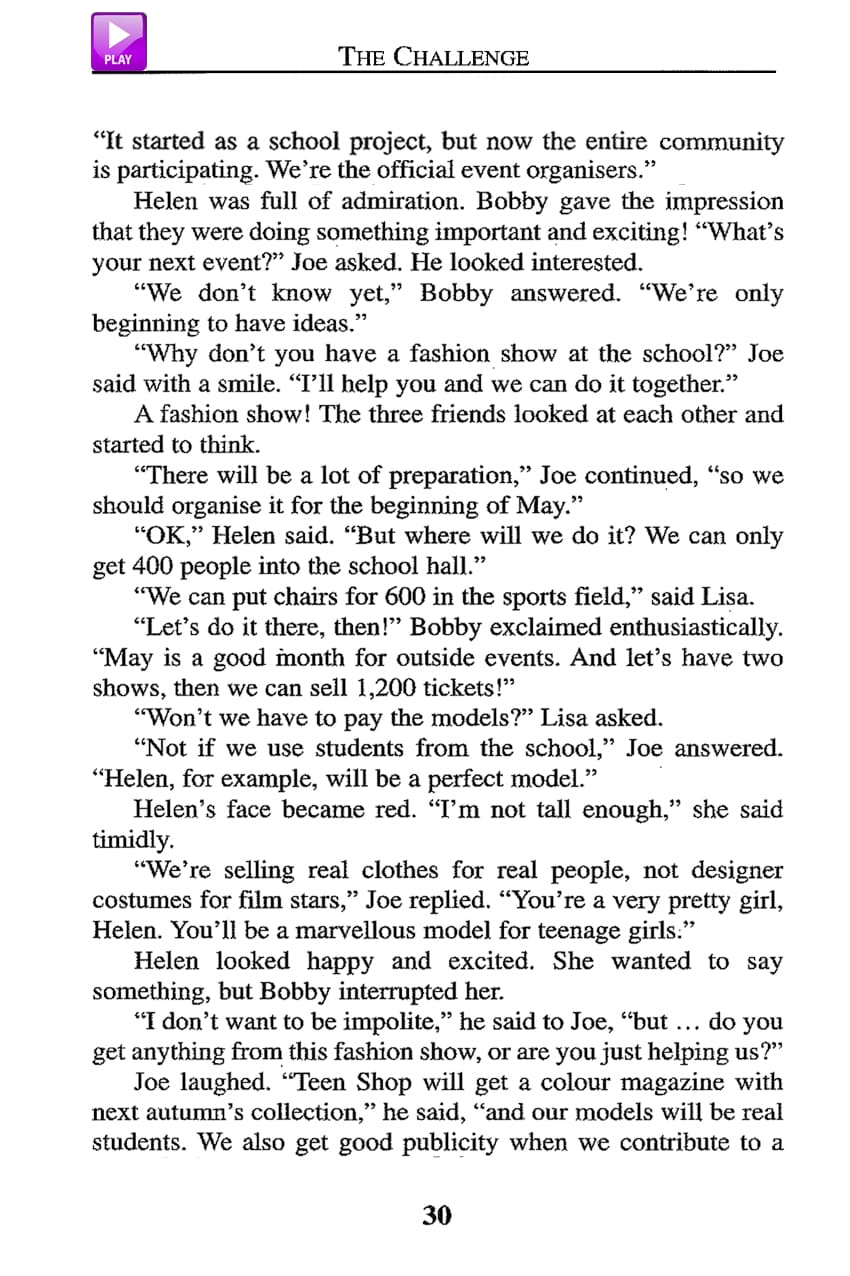 PLAY
THE CHALLENGE
“It started as a school project, but now the entire community
is participating. We’re the official event organisers.”
Helen was full of admiration. Bobby gave the impression
that they were doing something important and exciting! “What’s
your next event?” Joe asked. He looked interested.
“We don’t know yet,” Bobby answered. “We’re only
beginning to have ideas.”
“Why don’t you have a fashion show at the school?” Joe
said with a smile. “I’ll help you and we can do it together.”
A fashion show! The three friends looked at each other and
started to think.
“There will be a lot of preparation,” Joe continued, “so we
should organise it for the beginning of May.”
“OK,” Helen said. “But where will we do it? We can only
get 400 people into the school hall.”
“We can put chairs for 600 in the sports field,” said Lisa.
“Let’s do it there, then!” Bobby exclaimed enthusiastically.
“May is a good month for outside events. And let’s have two
shows, then we can sell 1,200 tickets!”
“Won’t we have to pay the models?” Lisa asked.
“Not if we use students from the school,” Joe answered.
“Helen, for example, will be a perfect model.”
Helen’s face became red. “I’m not tall enough,” she said
timidly.
“We’re selling real clothes for real people, not designer
costumes for film stars,” Joe replied. “You’re a very pretty girl,
Helen. You’ll be a marvellous model for teenage girls.”
Helen looked happy and excited. She wanted to say
something, but Bobby interrupted her.
“I don’t want to be impolite,” he said to Joe, “but … do you
get anything from this fashion show, or are you just helping us?”
Joe laughed. “Teen Shop will get a colour magazine with
next autumn’s collection,” he said, “and our models will be real
students. We also get good publicity when we contribute to a
30